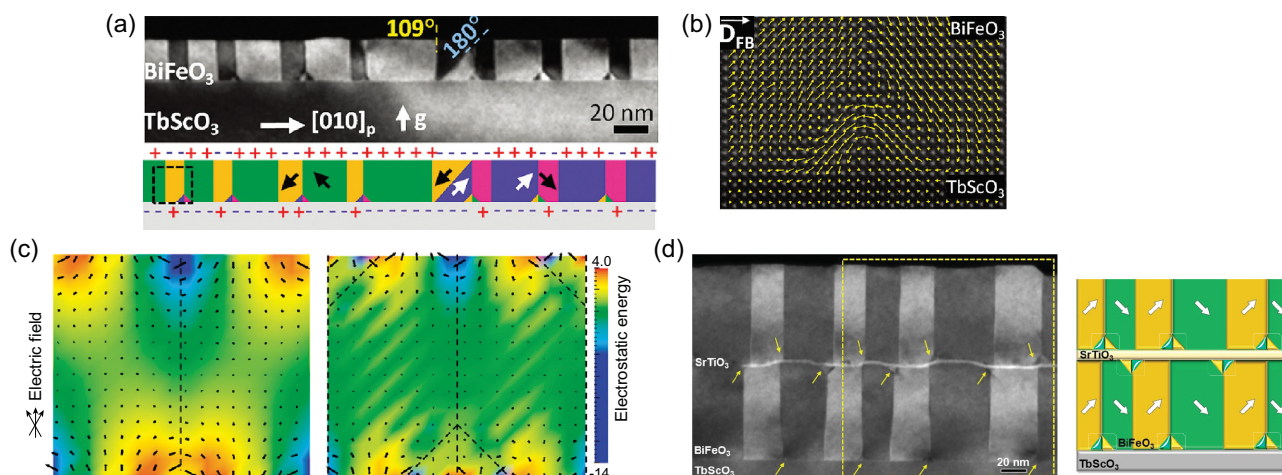 (a)
109°
180°
BiFeO₃
TbScO₃
[010]ₚ
g
20 nm
+ - - - - + + - - + + + - - + + - - + + + + + - - - - + + + - - + + + - - + +
- - + - - - + - - - + + - - - + - - - - - - - + - - - + - - - + - -
(b)
D_FB
BiFeO₃
TbScO₃
(c)
Electric field
4.0
Electrostatic energy
-14
(d)
SrTiO₃
BiFeO₃
TbScO₃
20 nm
SrTiO₃
BiFeO₃
TbScO₃